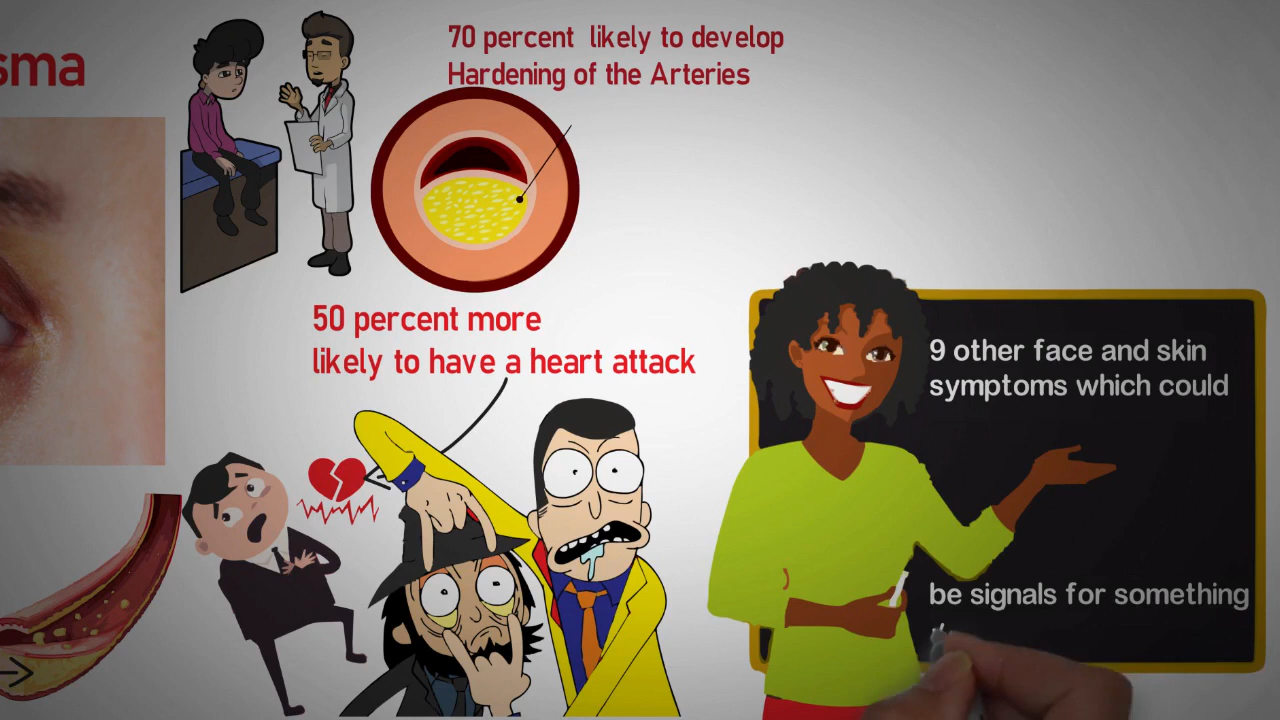 sma
70 percent likely to develop
Hardening of the Arteries
50 percent more
likely to have a heart attack
9 other face and skin
symptoms which could
be signals for something